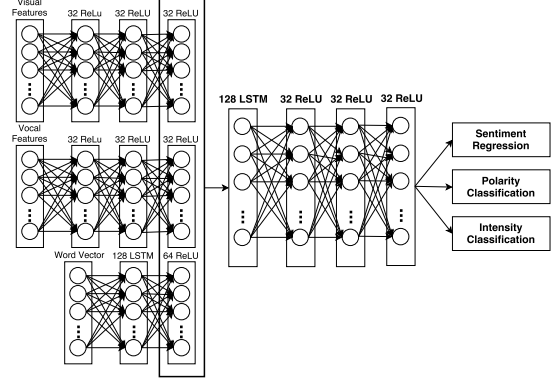 Visual
Features
32 ReLu
32 ReLU
32 ReLU
Vocal
Features
32 ReLu
32 ReLU
32 ReLU
Word Vector
128 LSTM
64 ReLU
128 LSTM
32 ReLU
32 ReLU
32 ReLU
Sentiment
Regression
Polarity
Classification
Intensity
Classification